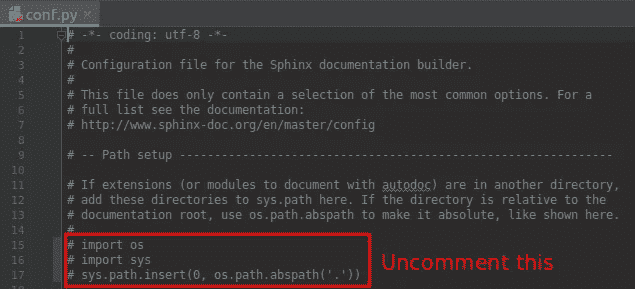 conf.py
1 # -*- coding: utf-8 -*-
2 #
3 # Configuration file for the Sphinx documentation builder.
4 #
5 # This file does only contain a selection of the most common options. For a
6 # full list see the documentation:
7 # http://www.sphinx-doc.org/en/master/config
8
9 # -- Path setup --------------------------------------------------------------
10
11 # If extensions (or modules to document with autodoc) are in another directory,
12 # add these directories to sys.path here. If the directory is relative to the
13 # documentation root, use os.path.abspath to make it absolute, like shown here.
14 #
15 # import os
16 # import sys
Uncomment this
17 # sys.path.insert(0, os.path.abspath('.'))
18